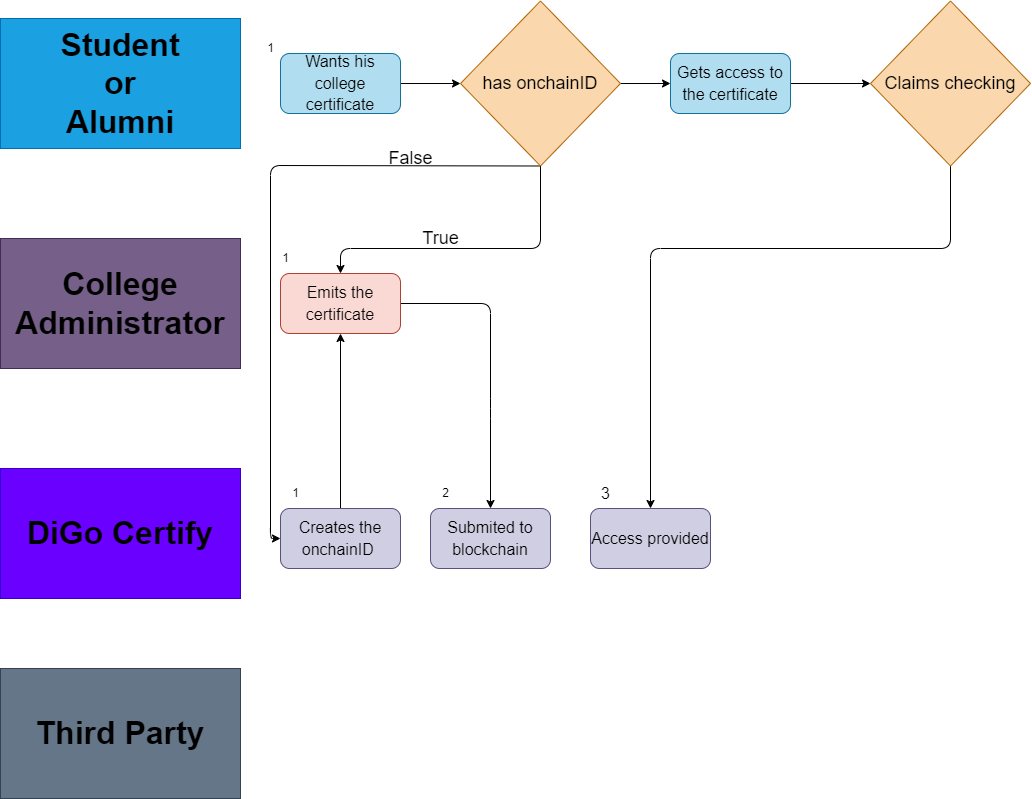 Student
or
Alumni
1
Wants his
college
certificate
has onchainID
Gets access to
the certificate
Claims checking
False
True
College
Administrator
1
Emits the
certificate
DiGo Certify
1
Creates the
onchainID
2
Submited to
blockchain
3
Access provided
Third Party